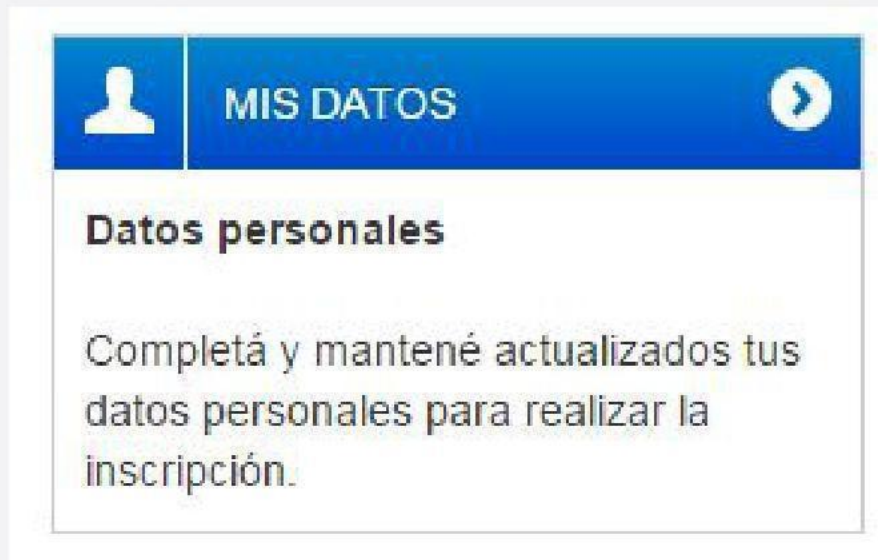 MIS DATOS
Datos personales
Completá y mantené actualizados tus
datos personales para realizar la
inscripción.